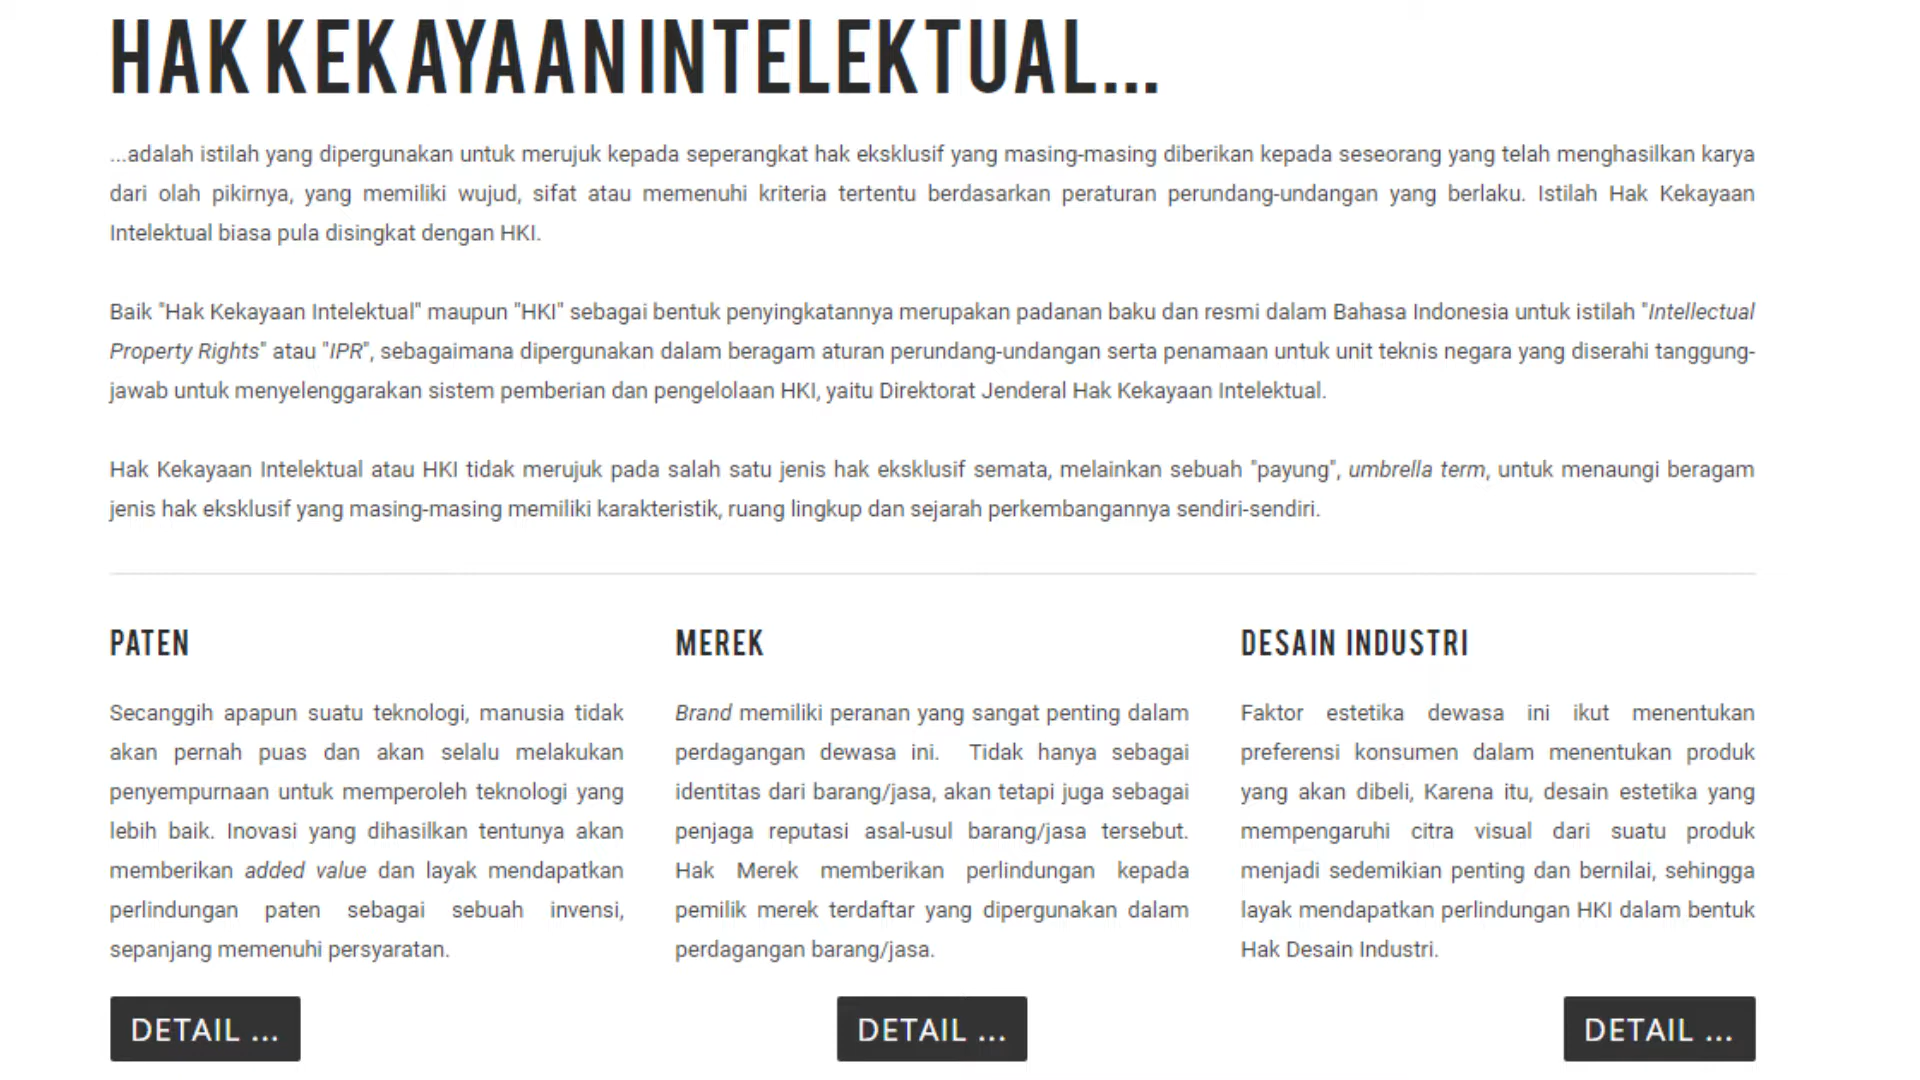 HAK KEKAYAAN INTELEKTUAL...
...adalah istilah yang dipergunakan untuk merujuk kepada seperangkat hak eksklusif yang masing-masing diberikan kepada seseorang yang telah menghasilkan karya
dari olah pikirnya, yang memiliki wujud, sifat atau memenuhi kriteria tertentu berdasarkan peraturan perundang-undangan yang berlaku. Istilah Hak Kekayaan
Intelektual biasa pula disingkat dengan HKI.
Baik "Hak Kekayaan Intelektual" maupun "HKI" sebagai bentuk penyingkatannya merupakan padanan baku dan resmi dalam Bahasa Indonesia untuk istilah "Intellectual
Property Rights" atau "IPR", sebagaimana dipergunakan dalam beragam aturan perundang-undangan serta penamaan untuk unit teknis negara yang diserahi tanggung-
jawab untuk menyelenggarakan sistem pemberian dan pengelolaan HKI, yaitu Direktorat Jenderal Hak Kekayaan Intelektual.
Hak Kekayaan Intelektual atau HKI tidak merujuk pada salah satu jenis hak eksklusif semata, melainkan sebuah "payung", umbrella term, untuk menaungi beragam
jenis hak eksklusif yang masing-masing memiliki karakteristik, ruang lingkup dan sejarah perkembangannya sendiri-sendiri.
PATEN
Secanggih apapun suatu teknologi, manusia tidak
akan pernah puas dan akan selalu melakukan
penyempurnaan untuk memperoleh teknologi yang
lebih baik. Inovasi yang dihasilkan tentunya akan
memberikan added value dan layak mendapatkan
perlindungan paten sebagai sebuah invensi,
sepanjang memenuhi persyaratan.
DETAIL ...
MEREK
Brand memiliki peranan yang sangat penting dalam
perdagangan dewasa ini. Tidak hanya sebagai
identitas dari barang/jasa, akan tetapi juga sebagai
penjaga reputasi asal-usul barang/jasa tersebut.
Hak Merek memberikan perlindungan kepada
pemilik merek terdaftar yang dipergunakan dalam
perdagangan barang/jasa.
DETAIL ...
DESAIN INDUSTRI
Faktor estetika dewasa ini ikut menentukan
preferensi konsumen dalam menentukan produk
yang akan dibeli, Karena itu, desain estetika yang
mempengaruhi citra visual dari suatu produk
menjadi sedemikian penting dan bernilai, sehingga
layak mendapatkan perlindungan HKI dalam bentuk
Hak Desain Industri.
DETAIL ...